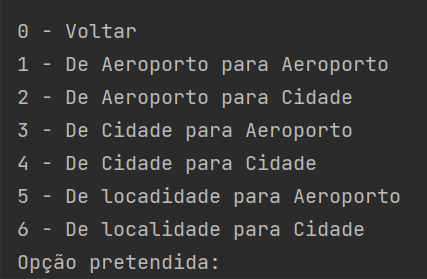 0 - Voltar
1 - De Aeroporto para Aeroporto
2 - De Aeroporto para Cidade
3 - De Cidade para Aeroporto
4 - De Cidade para Cidade
5 - De locadidade para Aeroporto
6 - De localidade para Cidade
Opção pretendida: